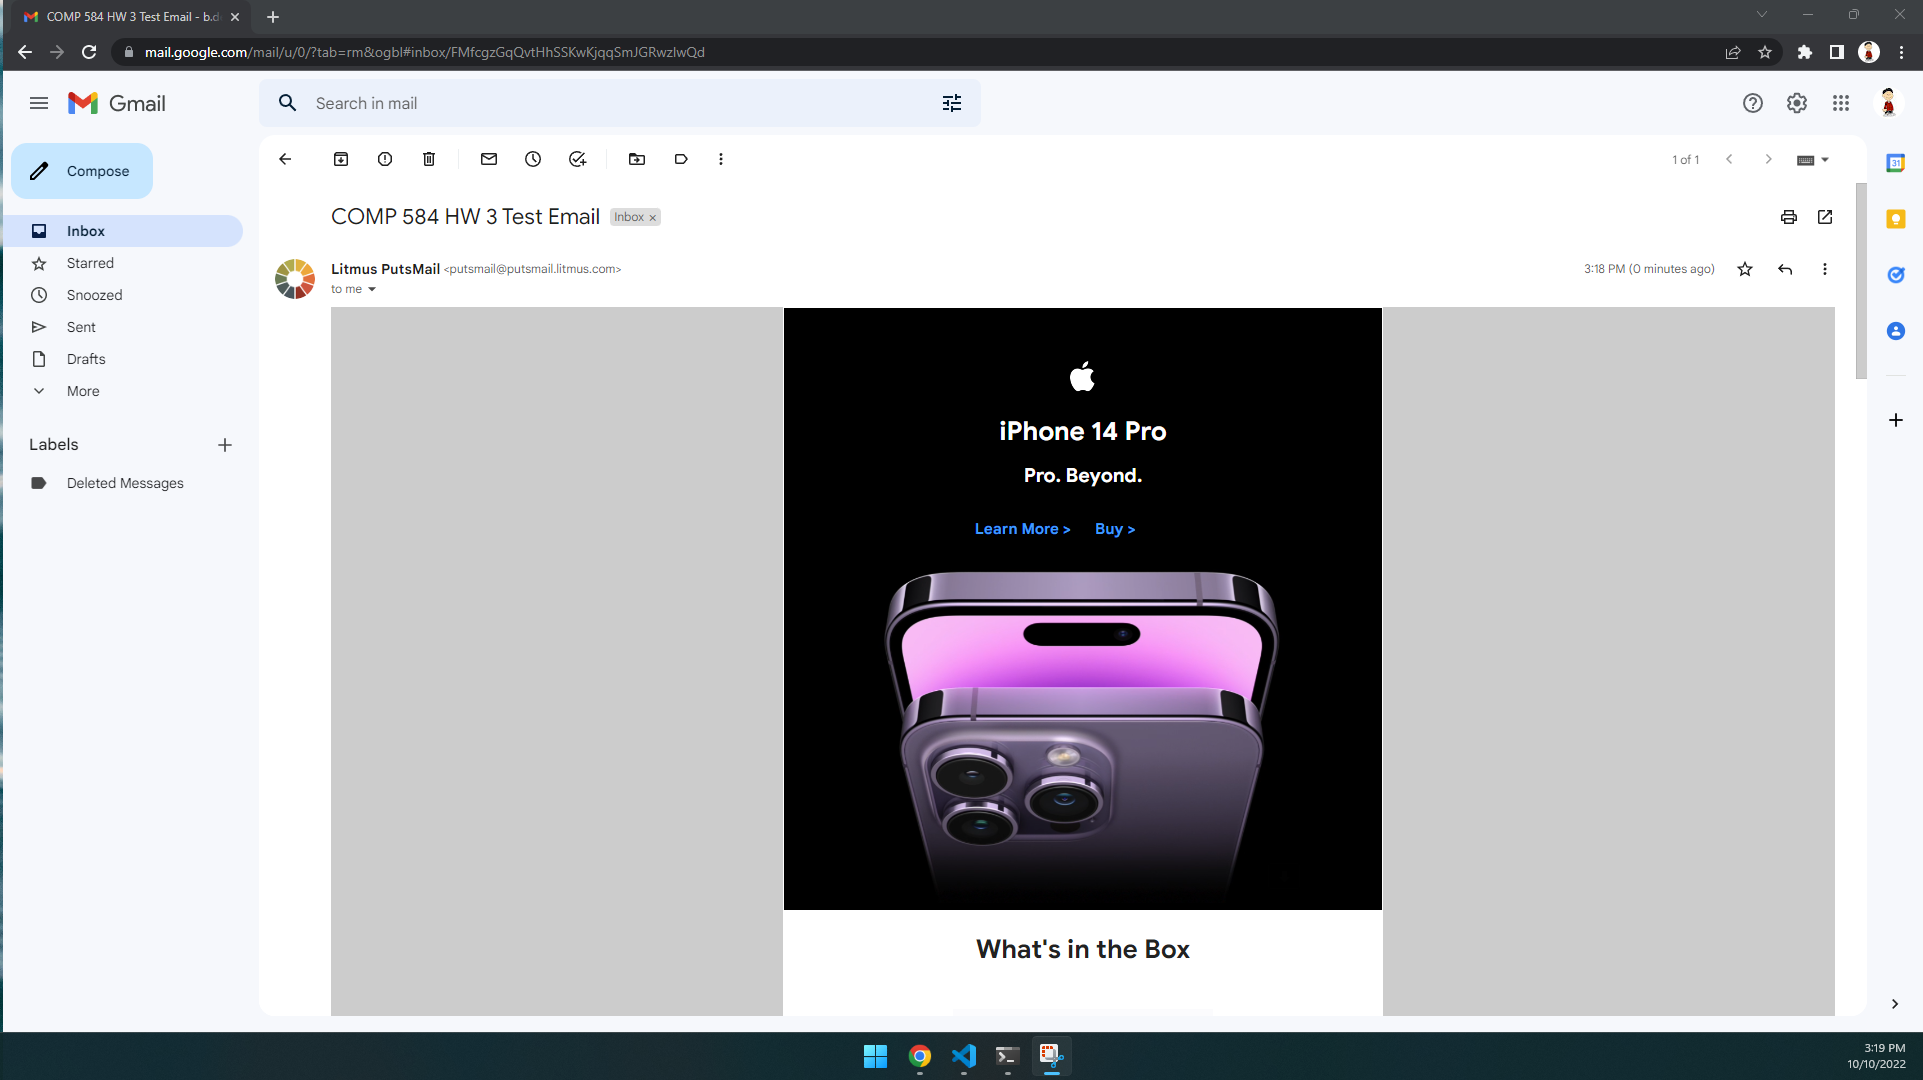 COMP 584 HW 3 Test Email - b.d
mail.google.com/mail/u/0/?tab=rm&ogbl#inbox/FMfcgzGqQvtHhSSKwKjqqSmJGRwzlwQd
Gmail
Search in mail
Compose
1 of 1
COMP 584 HW 3 Test Email Inbox x
Inbox
Starred
Snoozed
Sent
Drafts
More
Labels
Deleted Messages
Litmus PutsMail <putsmail@putsmail.litmus.com>
3:18 PM (0 minutes ago)
to me
31
iPhone 14 Pro
Pro. Beyond.
Learn More > Buy >
What's in the Box
3:19 PM
10/10/2022